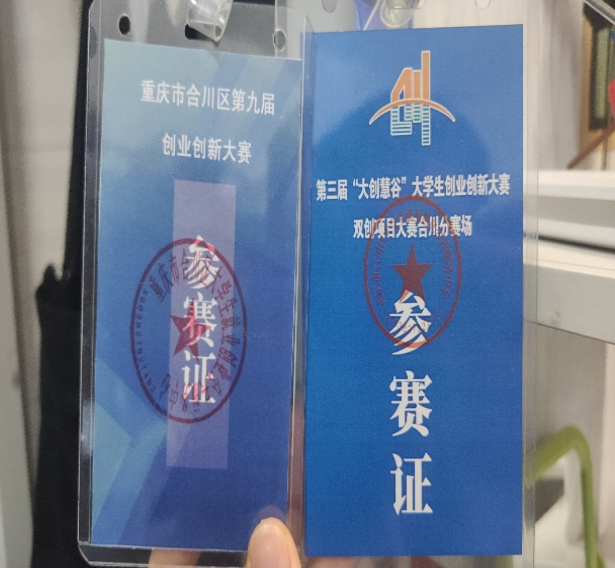 重庆市合川区第九届
创业创新大赛
参赛证
第三届“大创慧谷”大学生创业创新大赛
双创项目大赛合川分赛场
参赛证